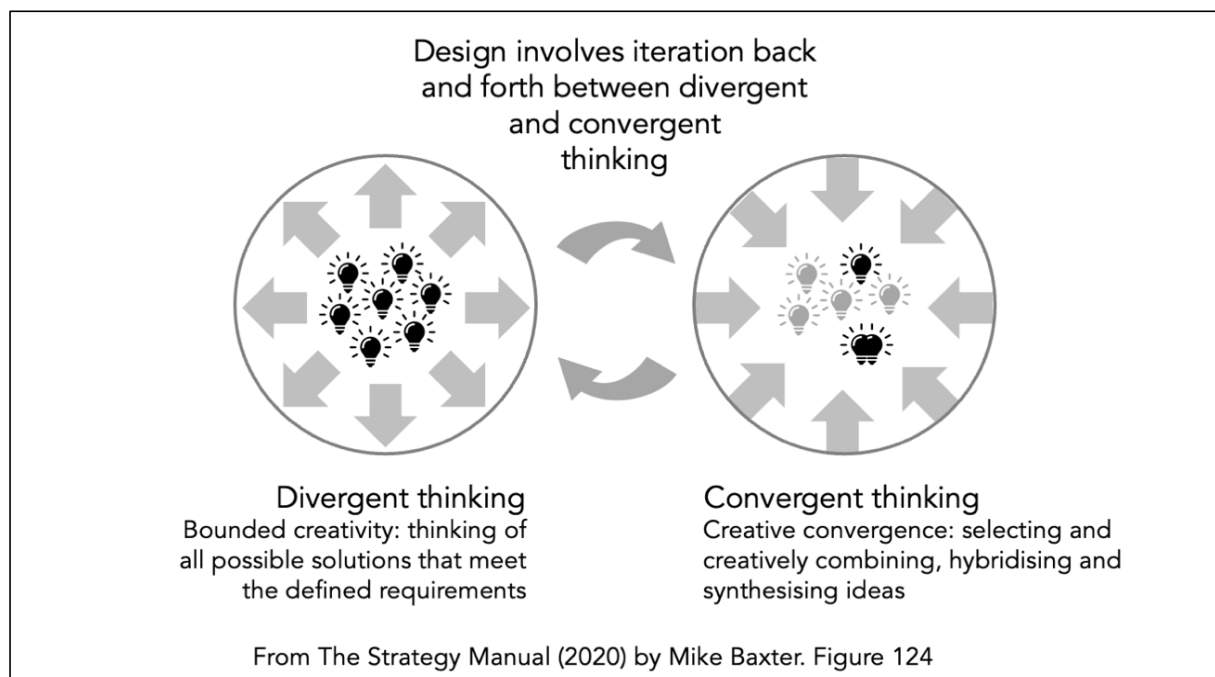 Design involves iteration back
and forth between divergent
and convergent
thinking
Divergent thinking
Bounded creativity: thinking of
all possible solutions that meet
the defined requirements
Convergent thinking
Creative convergence: selecting and
creatively combining, hybridising and
synthesising ideas
From The Strategy Manual (2020) by Mike Baxter. Figure 124